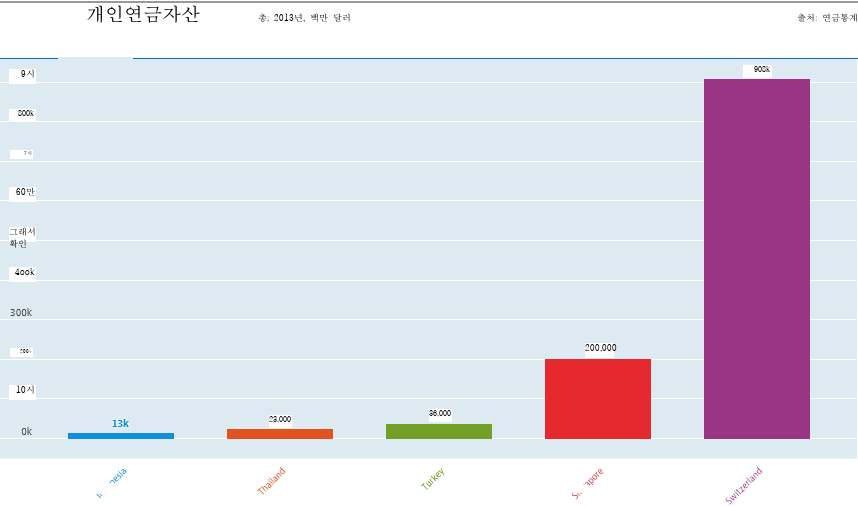 개인연금자산
총; 2013년, 백만 달러
출처: 연금통계
9시
908k
800k
60만
그래서
확인
400k
300k
200,000
10시
36,000
23,000
13k
0k
Thailand
Turkey
Switzerland